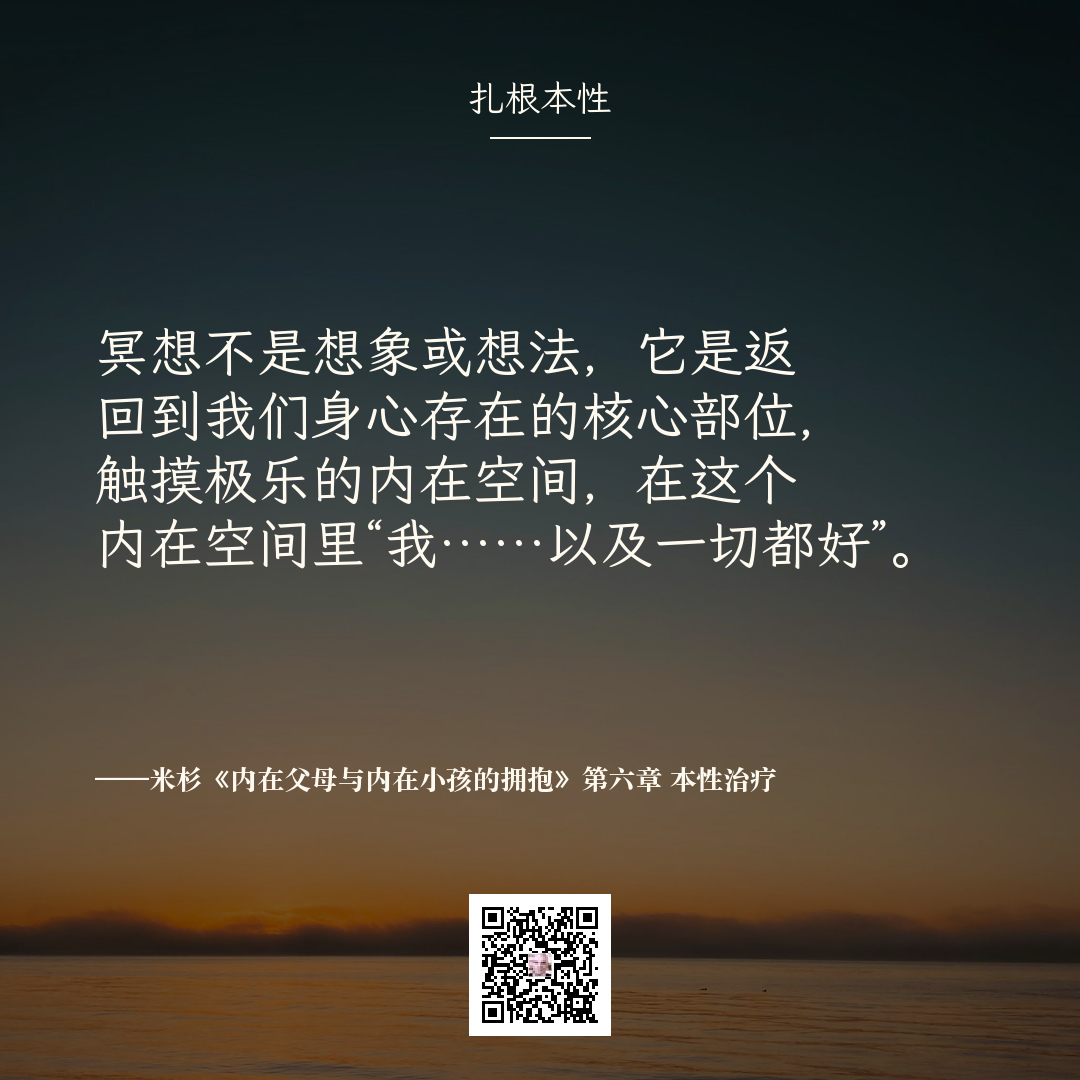 扎根本性
冥想不是想象或想法，它是返
回到我们身心存在的核心部位，
触摸极乐的内在空间，在这个
内在空间里“我……以及一切都好”。
——米杉《内在父母与内在小孩的拥抱》第六章 本性治疗